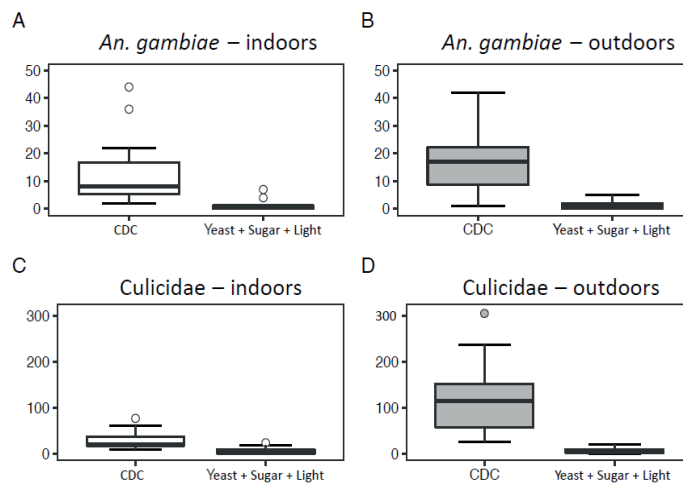 A
An. gambiae – indoors
50
40
30
20
10
0
CDC
Yeast + Sugar + Light
B
An. gambiae – outdoors
50
40
30
20
10
0
CDC
Yeast + Sugar + Light
C
Culicidae – indoors
300
200
100
0
CDC
Yeast + Sugar + Light
D
Culicidae – outdoors
300
200
100
0
CDC
Yeast + Sugar + Light